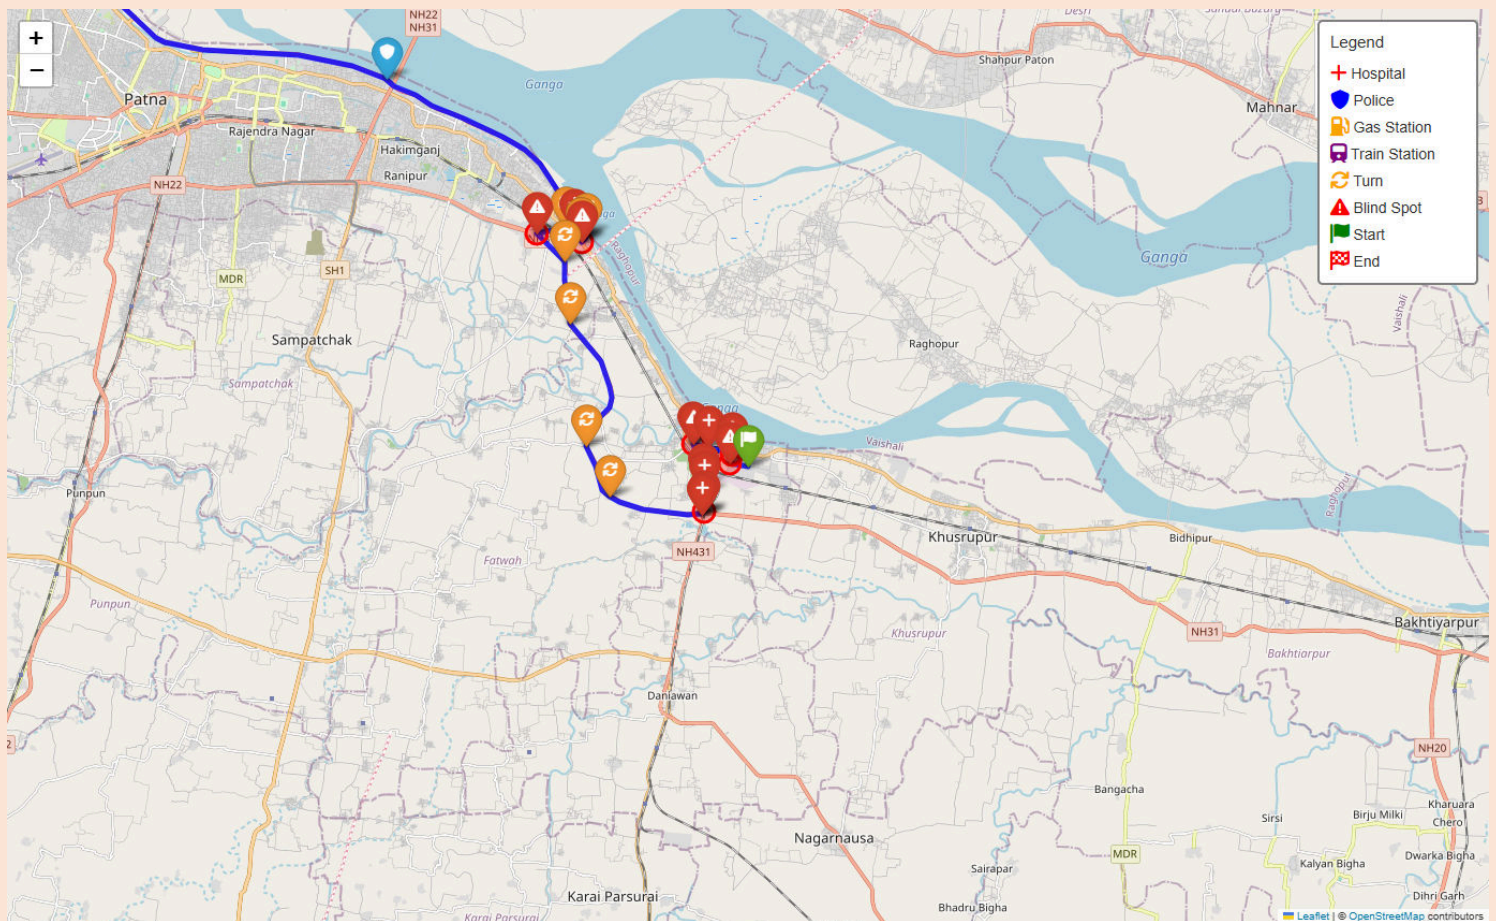 +
−
NH22
NH31
Ganga
Shahpur Paton
Mahnar
Patna
Rajendra Nagar
Hakimganj
Ranipur
NH22
Ganga
Raghopur
SH1
MDR
Sampatchak
Sampatchak
Raghopur
Vaishali
Vaishali
Raghopur
Punpun
Khusrupur
Bidhipur
NH431
Fatwah
Punpun
Khusrupur
NH31
Bakhtiyarpur
Bakhtiarpur
Daniawan
NH20
Bangacha
Nagarnausa
Sirsi
Birju Milki
Kharuara
Chero
MDR
Sairapar
Kalyan Bigha
Dwarka Bigha
Karai Parsurai
Karai Parsurai
Bhadru Bigha
Dihri Garh
Legend
Hospital
Police
Gas Station
Train Station
Turn
Blind Spot
Start
End
Leaflet | © OpenStreetMap contributors